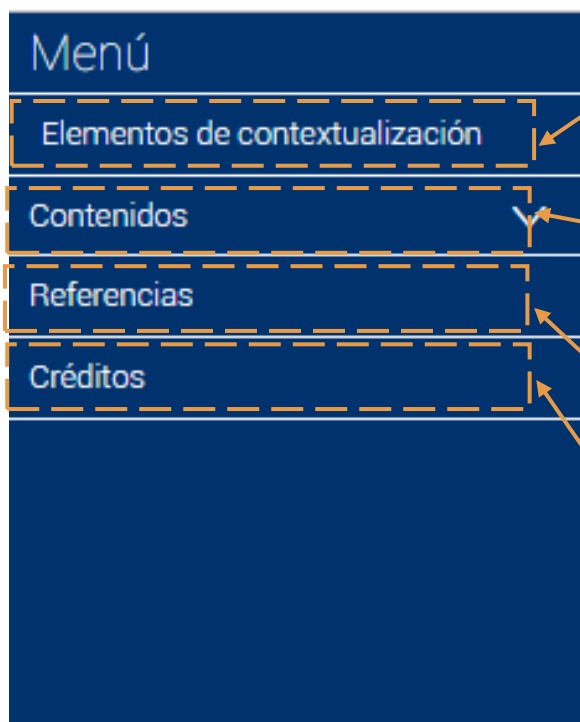 Menú
Elementos de contextualización
Contenidos
Referencias
Créditos